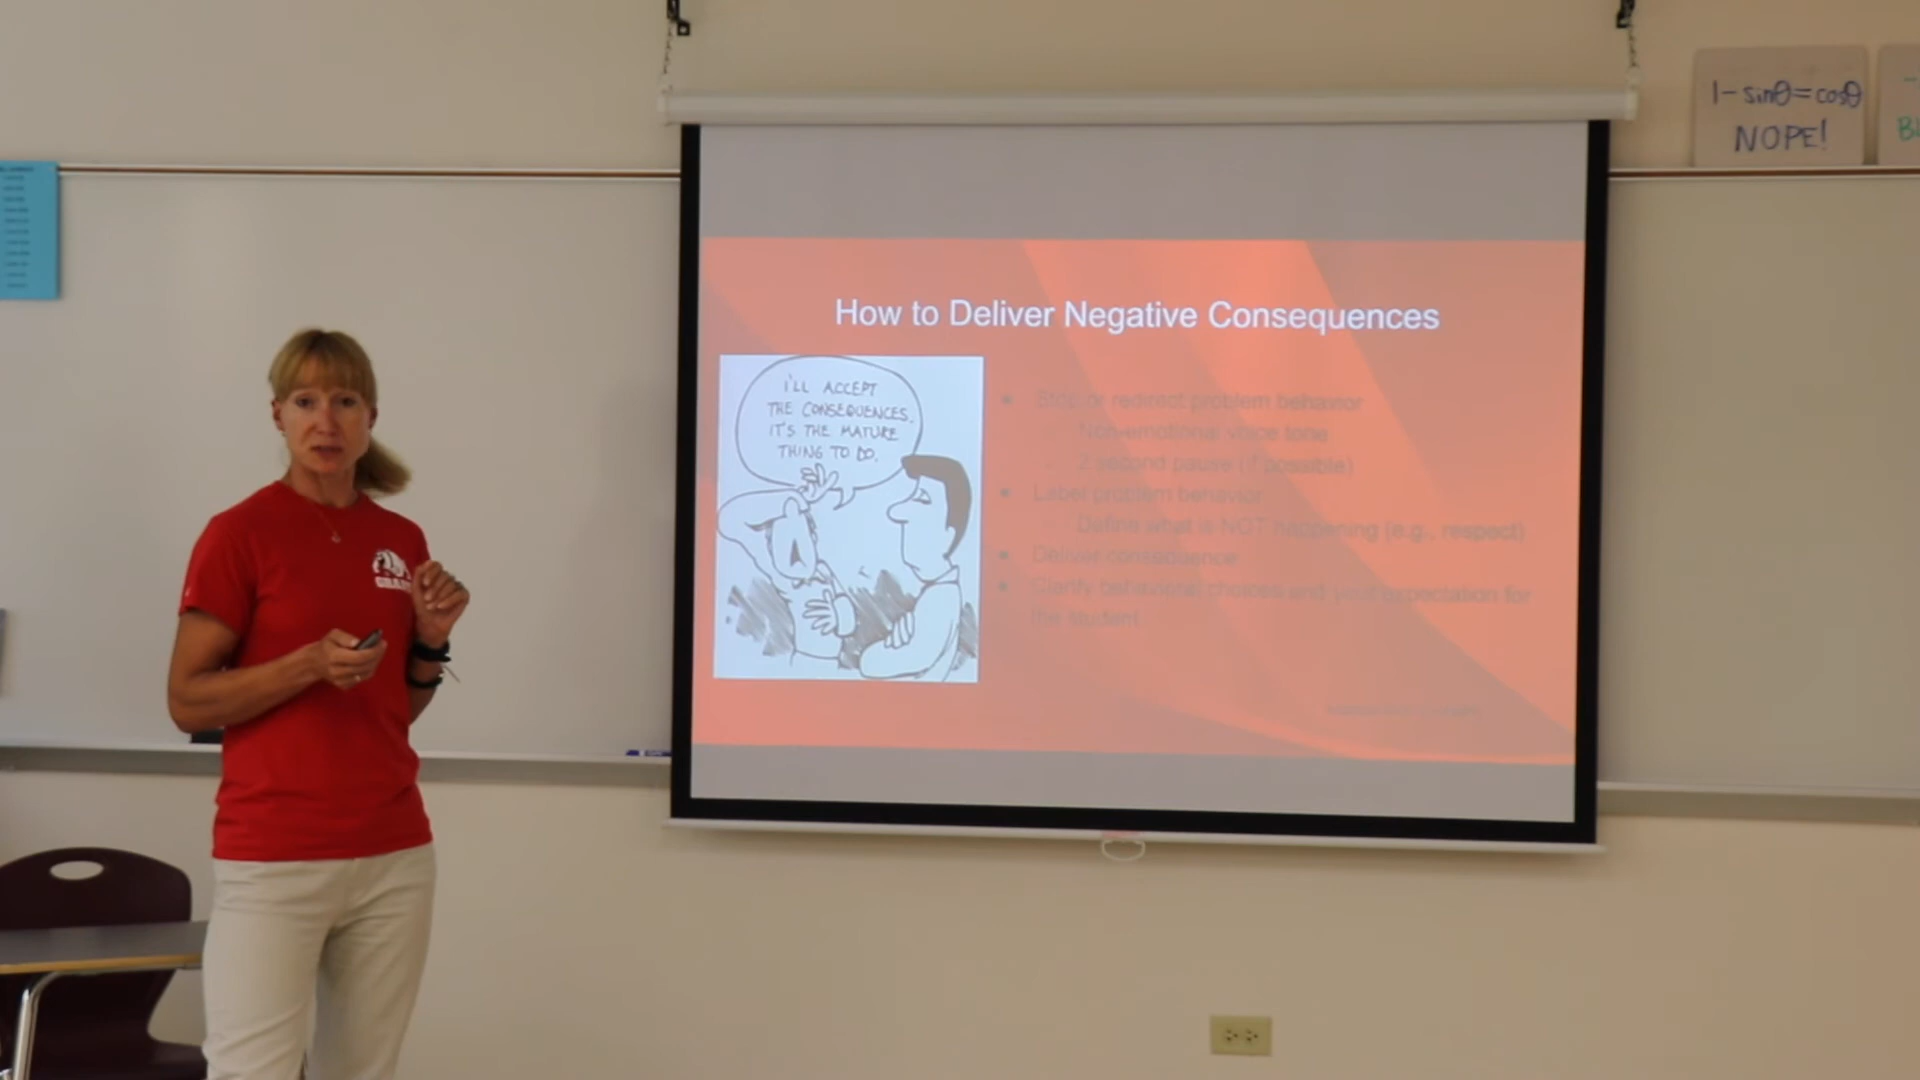 1-sinθ=cosθ
NOPE!
How to Deliver Negative Consequences
I'LL ACCEPT
THE CONSEQUENCES.
IT'S THE MATURE
THING TO DO.
Stop or redirect problem behavior
Non-emotional voice tone
2 second pause (if possible)
Label problem behavior
Define what is NOT happening (e.g., respect)
Deliver consequence
Clarify behavioral choices and your expectation for
the student